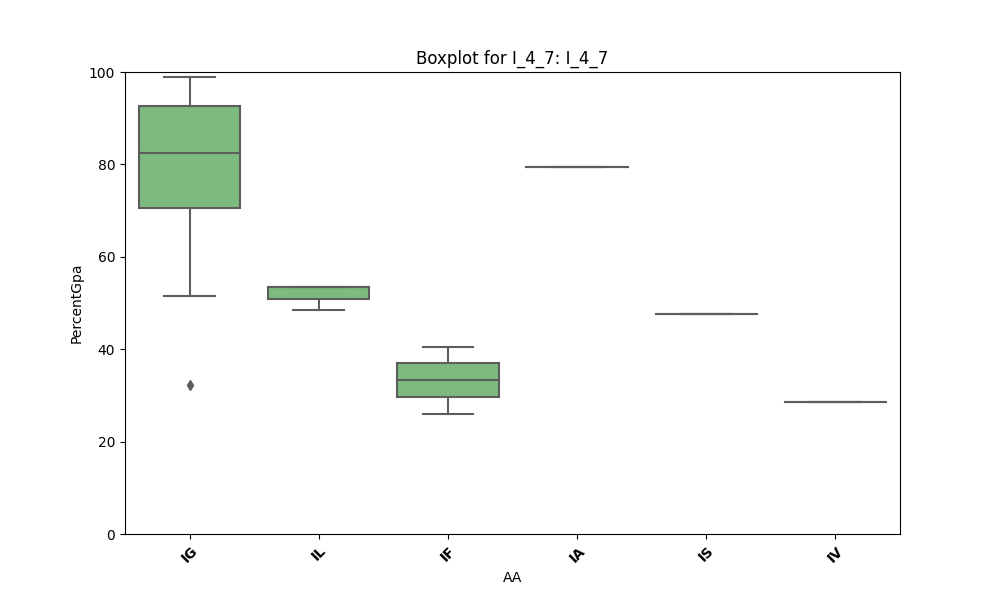 Boxplot for I_4_7: I_4_7
PercentGpa
100
80
60
40
20
0
IG
IL
IF
IA
IS
IV
AA